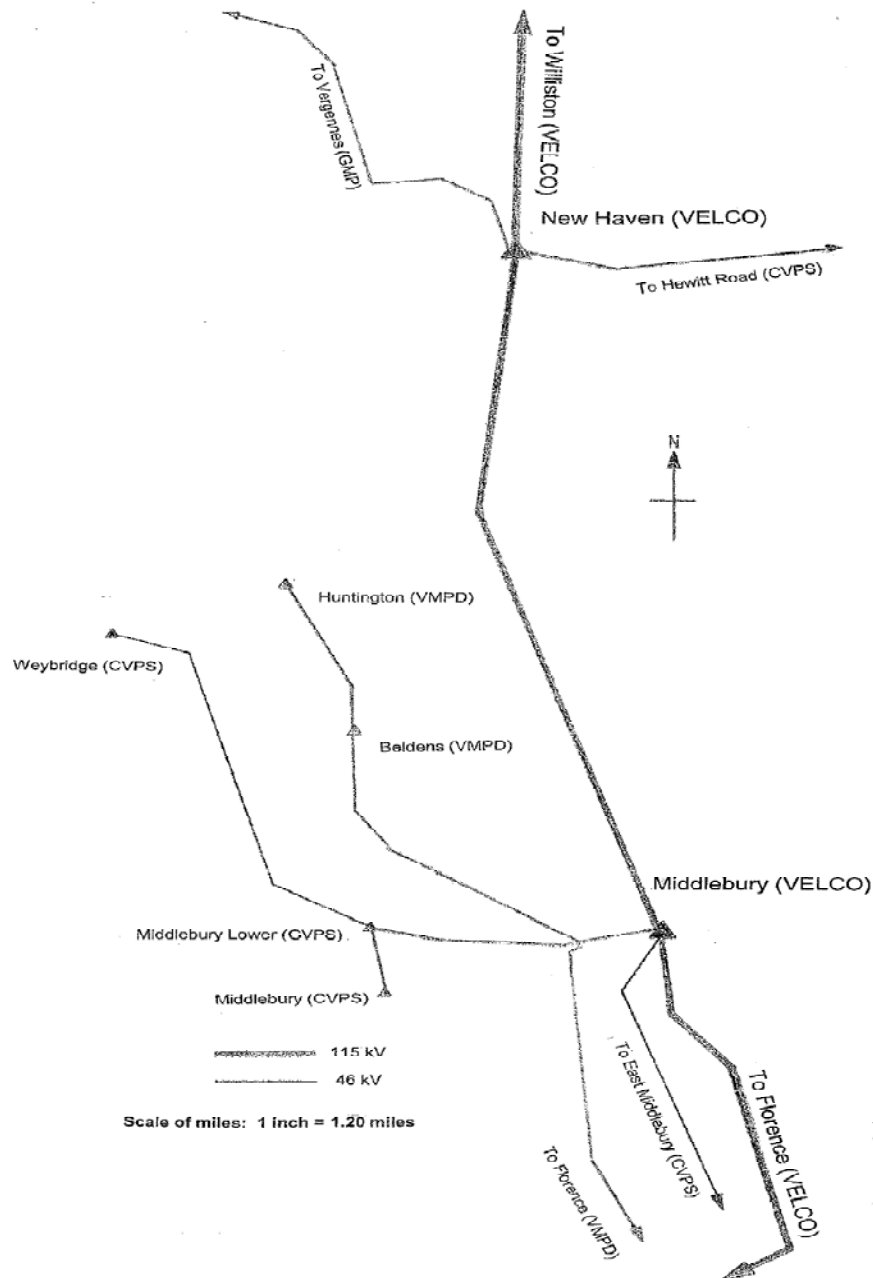 To Williston (VELCO)
To Vergennes (GMP)
New Haven (VELCO)
To Hewitt Road (CVPS)
N
Huntington (VMPD)
Weybridge (CVPS)
Beldens (VMPD)
Middlebury (VELCO)
Middlebury Lower (CVPS)
Middlebury (CVPS)
115 kV
46 kV
Scale of miles: 1 inch = 1.20 miles
To East Middlebury (CVPS)
To Florence (VELCO)
To Florence (VMPD)